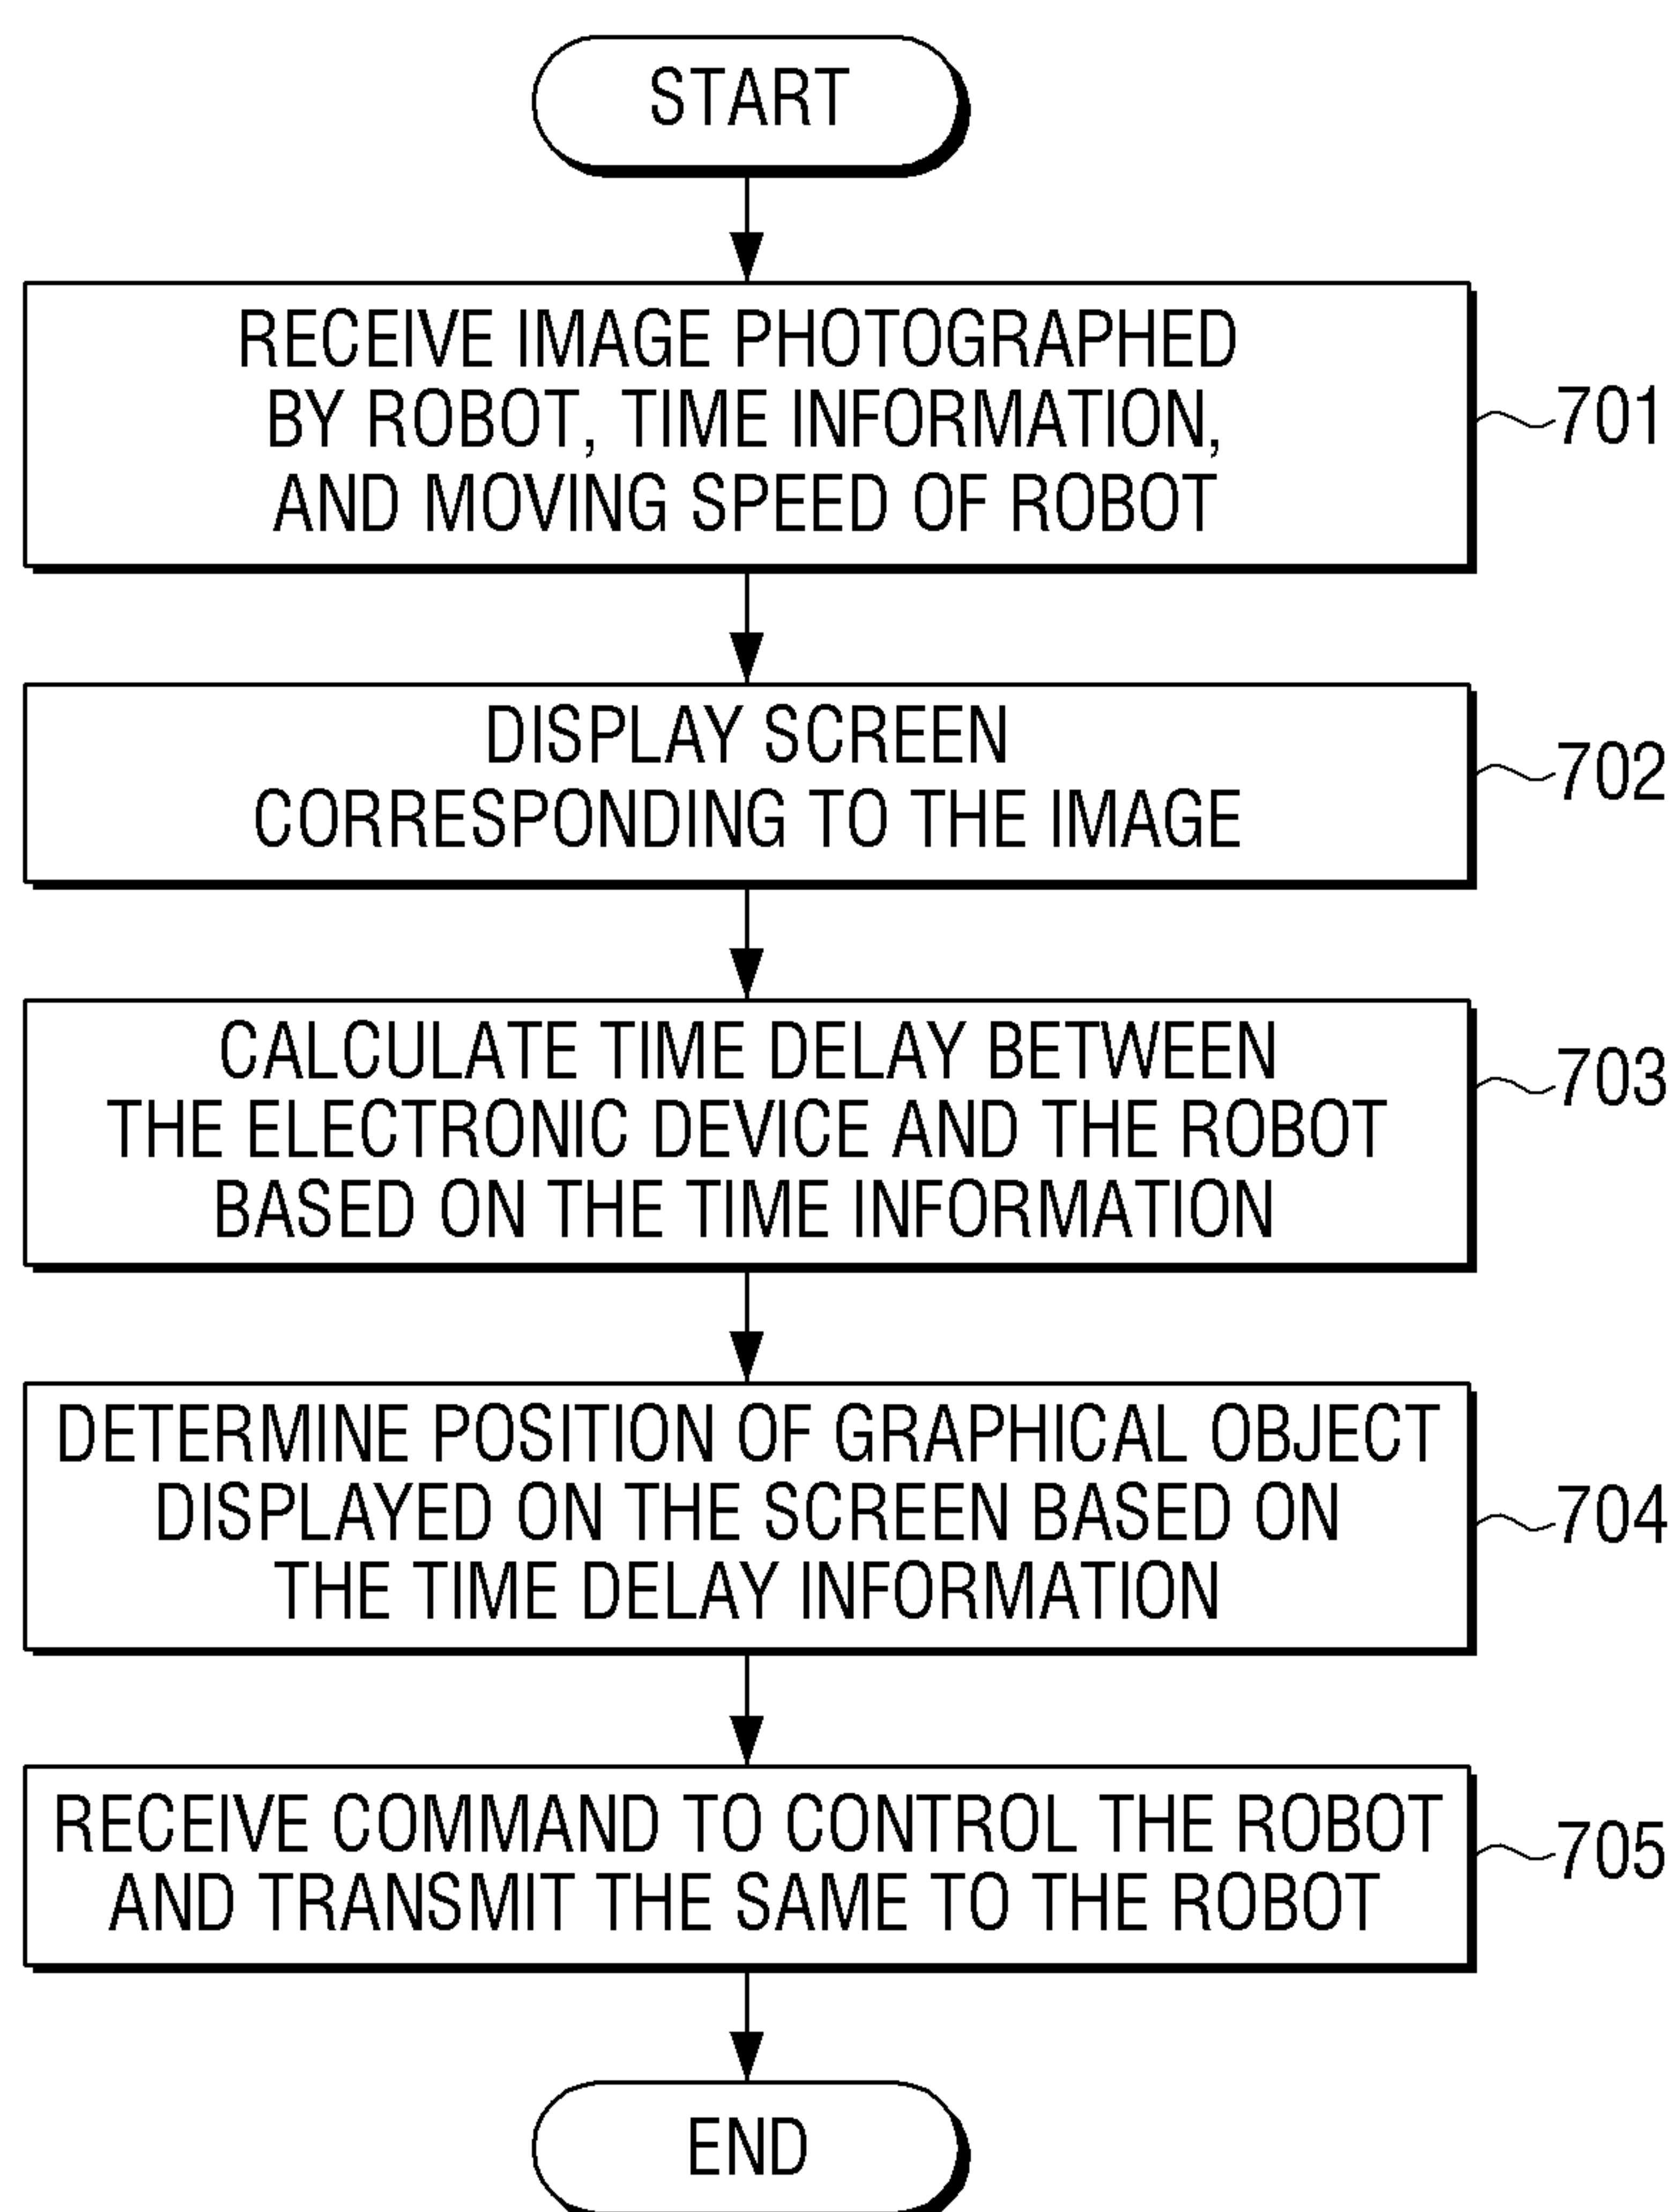 START
RECEIVE IMAGE PHOTOGRAPHED
BY ROBOT, TIME INFORMATION,
AND MOVING SPEED OF ROBOT
701
DISPLAY SCREEN
CORRESPONDING TO THE IMAGE
702
CALCULATE TIME DELAY BETWEEN
THE ELECTRONIC DEVICE AND THE ROBOT
BASED ON THE TIME INFORMATION
703
DETERMINE POSITION OF GRAPHICAL OBJECT
DISPLAYED ON THE SCREEN BASED ON
THE TIME DELAY INFORMATION
704
RECEIVE COMMAND TO CONTROL THE ROBOT
AND TRANSMIT THE SAME TO THE ROBOT
705
END